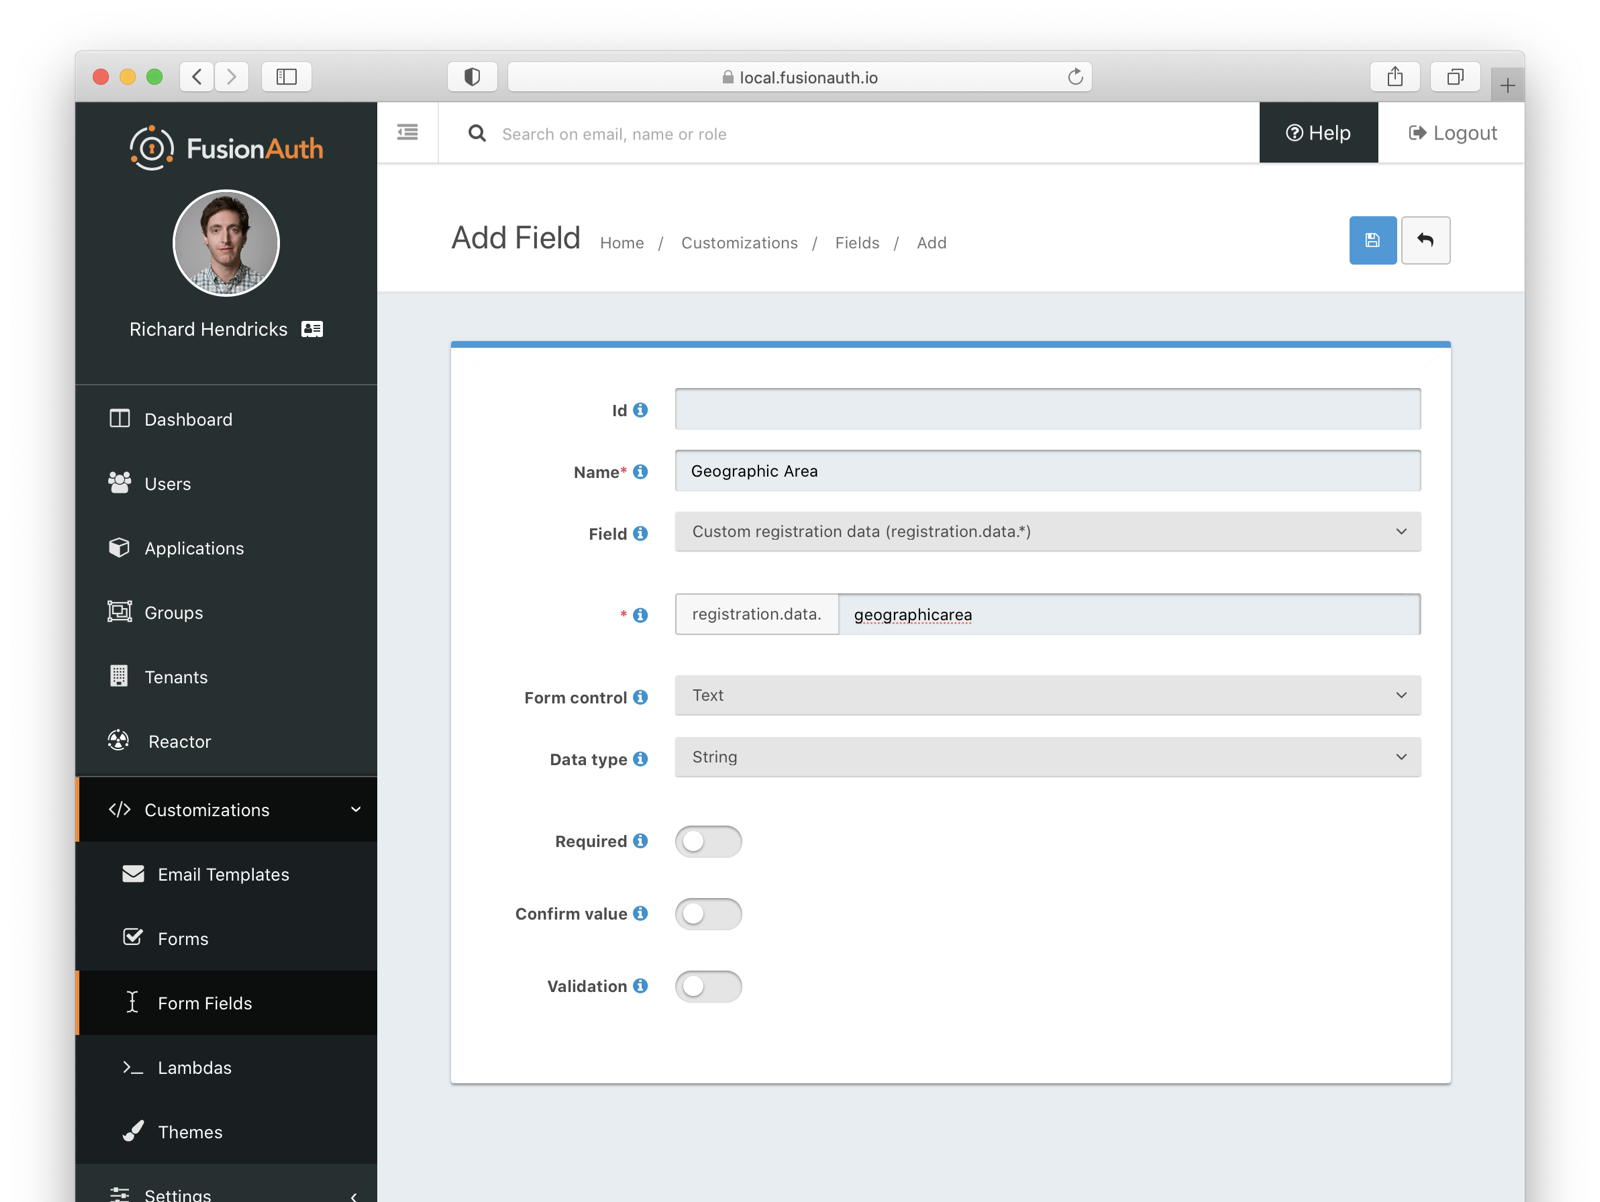 local.fusionauth.io
FusionAuth
Search on email, name or role
Help
Logout
Richard Hendricks
Add Field
Home / Customizations / Fields / Add
Dashboard
Users
Applications
Groups
Tenants
Reactor
Customizations
Email Templates
Forms
Form Fields
Lambdas
Themes
Settings
Id
Name* Geographic Area
Field Custom registration data (registration.data.*)
* registration.data. geographicarea
Form control Text
Data type String
Required
Confirm value
Validation